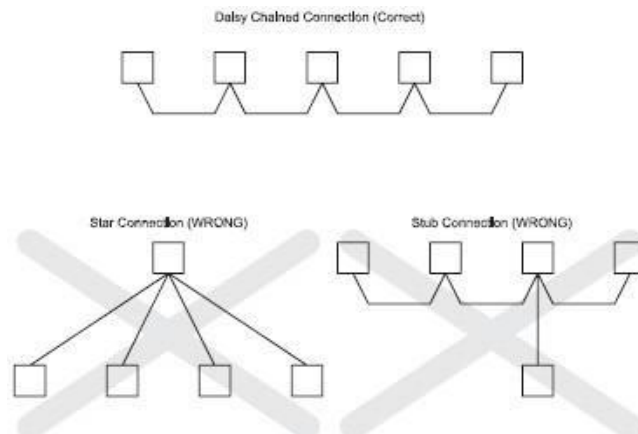 Daisy Chained Connection (Correct)
Star Connection (WRONG)
Stub Connection (WRONG)